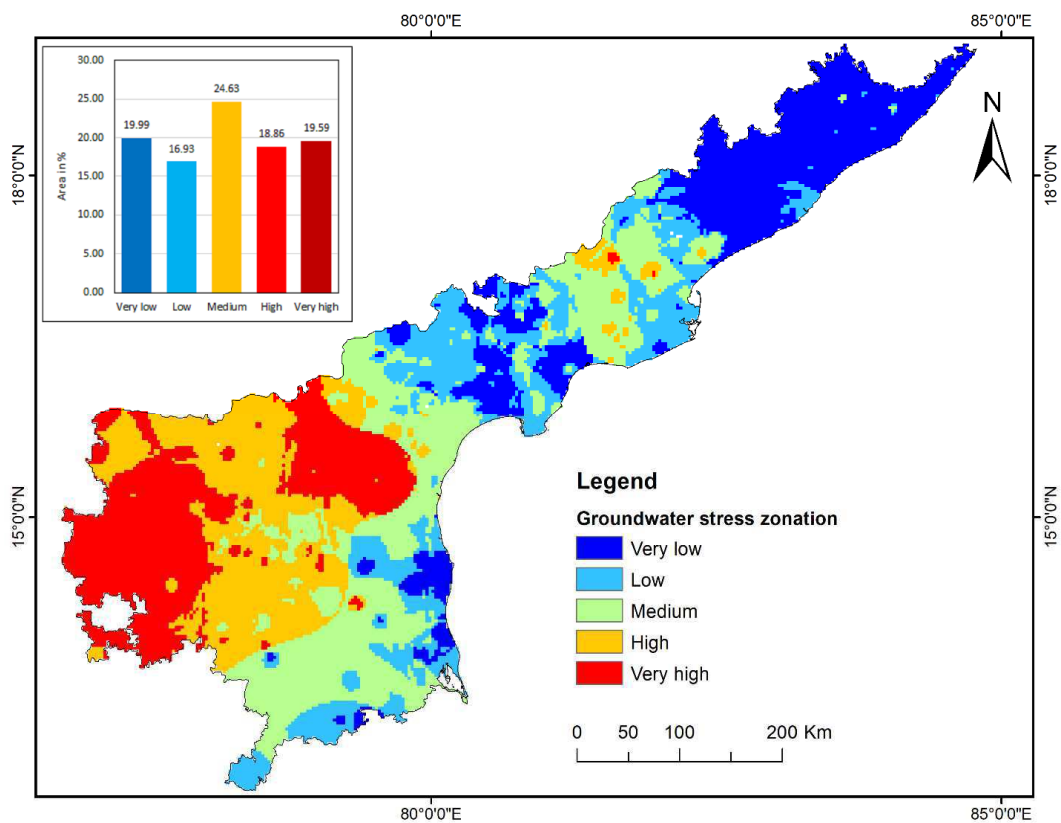 80°0'0"E
85°0'0"E
30.00
25.00
20.00
15.00
10.00
5.00
0.00
Area in %
19.99
16.93
24.63
18.86
19.59
Very low
Low
Medium
High
Very high
N
18°0'0"N
18°0'0"N
15°0'0"N
15°0'0"N
Legend
Groundwater stress zonation
Very low
Low
Medium
High
Very high
0 50 100 200 Km
80°0'0"E
85°0'0"E